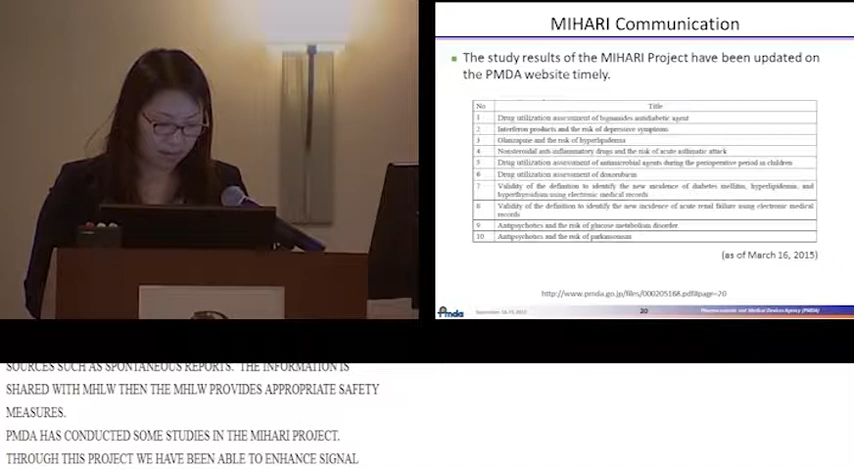 MIHARI Communication
The study results of the MIHARI Project have been updated on
the PMDA website timely.
No Title
1 Drug utilization assessment of biguanides antidiabetic agent
2 Interferon products and the risk of depressive symptoms
3 Olanzapine and the risk of hyperlipidemia
4 Nonsteroidal anti-inflammatory drugs and the risk of acute asthmatic attack
5 Drug utilization assessment of antimicrobial agents during the perioperative period in children
6 Drug utilization assessment of
7 Validity of the definition to identify the new incidence of diabetes mellitus, hyperlipidemia, and
hyperthyroidism using electronic medical records
8 Validity of the definition to identify the new incidence of acute renal failure using electronic medical
records
9 Antipsychotics and the risk of glucose metabolism disorder
10 Antipsychotics and the risk of parkinsonism
(as of March 16, 2015)
http://www.pmda.go.jp/files/000205168.pdf#page=20
Pmda
20
Pharmaceuticals and Medical Devices Agency (PMDA)
SOURCES SUCH AS SPONTANEOUS REPORTS. THE INFORMATION IS
SHARED WITH MHLW THEN THE MHLW PROVIDES APPROPRIATE SAFETY
MEASURES.
PMDA HAS CONDUCTED SOME STUDIES IN THE MIHARI PROJECT.
THROUGH THIS PROJECT WE HAVE BEEN ABLE TO ENHANCE SIGNAL